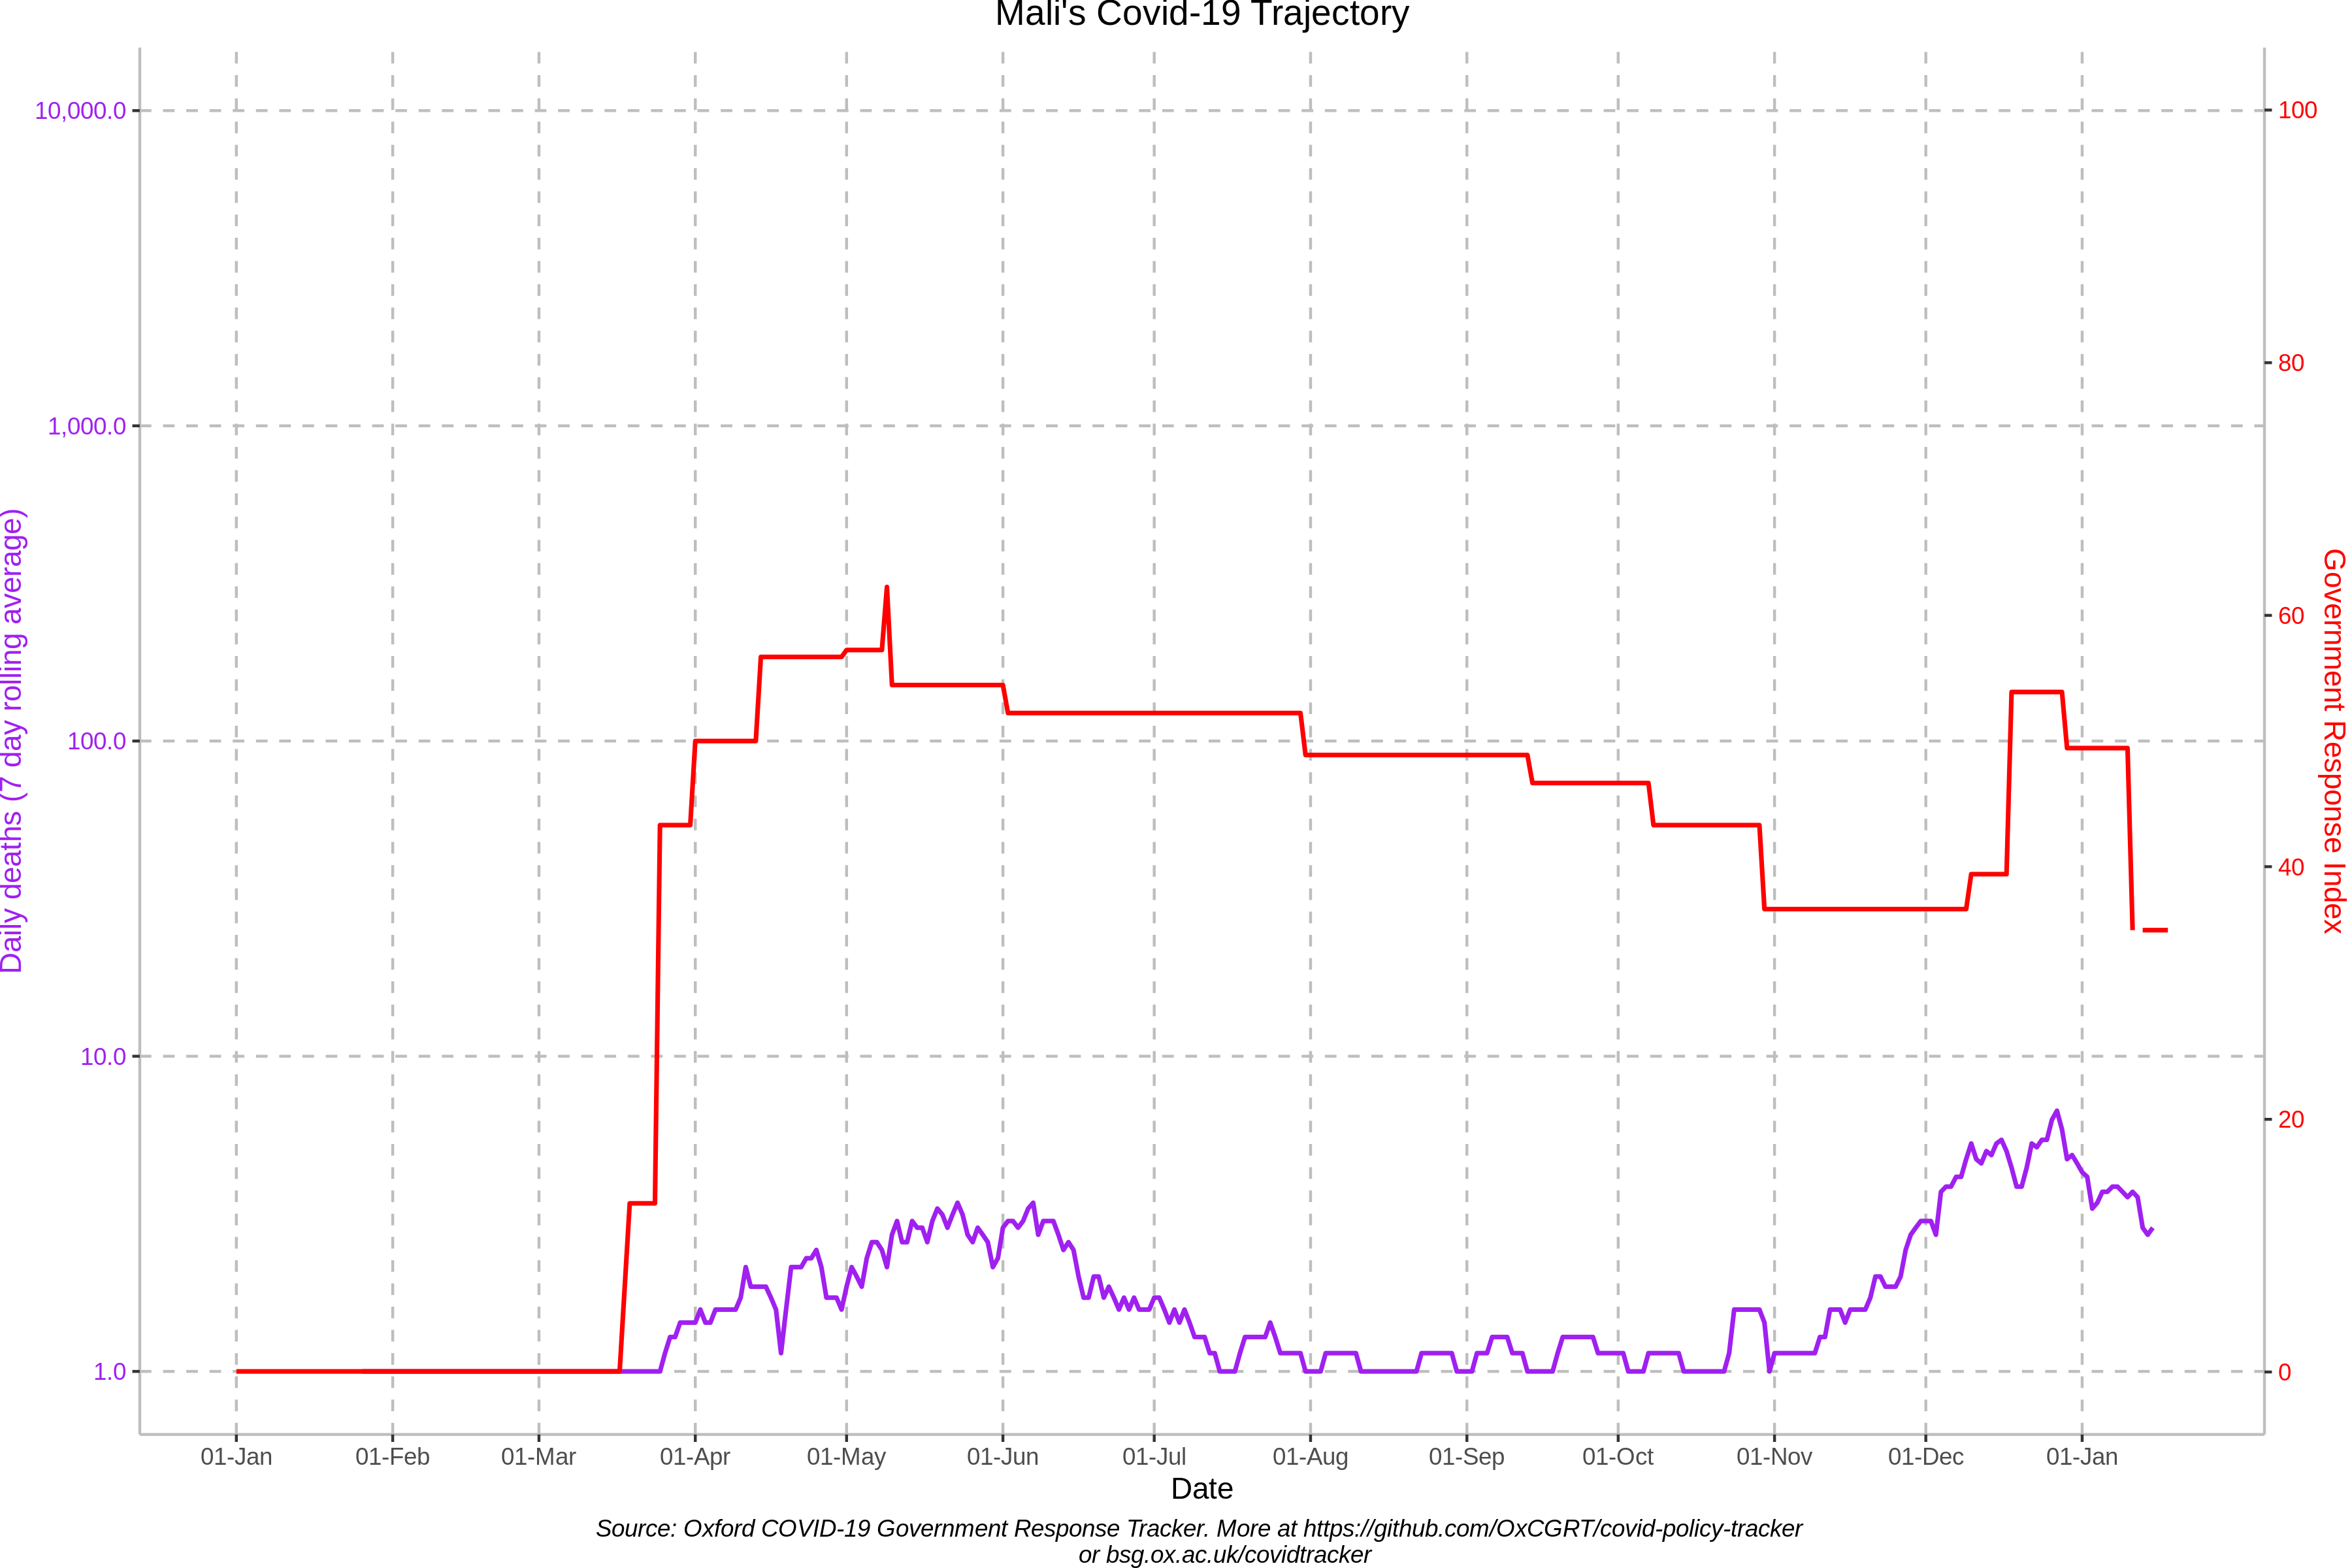 Mali's Covid-19 Trajectory
10,000.0
1,000.0
100.0
10.0
1.0
Daily deaths (7 day rolling average)
100
80
60
40
20
0
Government Response Index
01-Jan 01-Feb 01-Mar 01-Apr 01-May 01-Jun 01-Jul 01-Aug 01-Sep 01-Oct 01-Nov 01-Dec 01-Jan
Date
Source: Oxford COVID-19 Government Response Tracker. More at https://github.com/OxCGRT/covid-policy-tracker
or bsg.ox.ac.uk/covidtracker